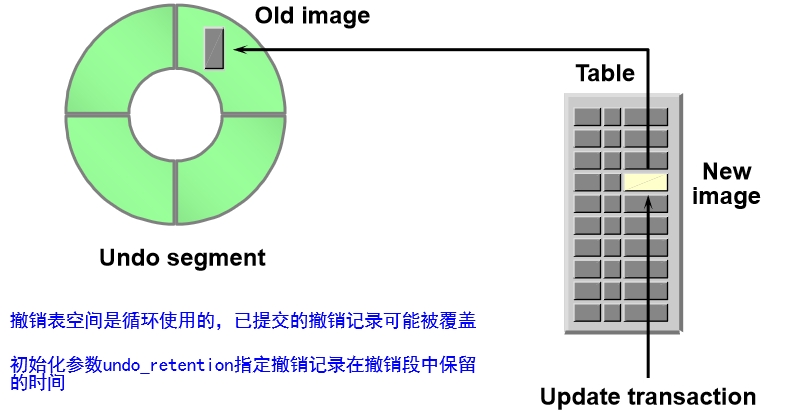 Old image
Table
New
image
Undo segment
撤销表空间是循环使用的，已提交的撤销记录可能被覆盖
初始化参数undo_retention指定撤销记录在撤销段中保留
的时间
Update transaction